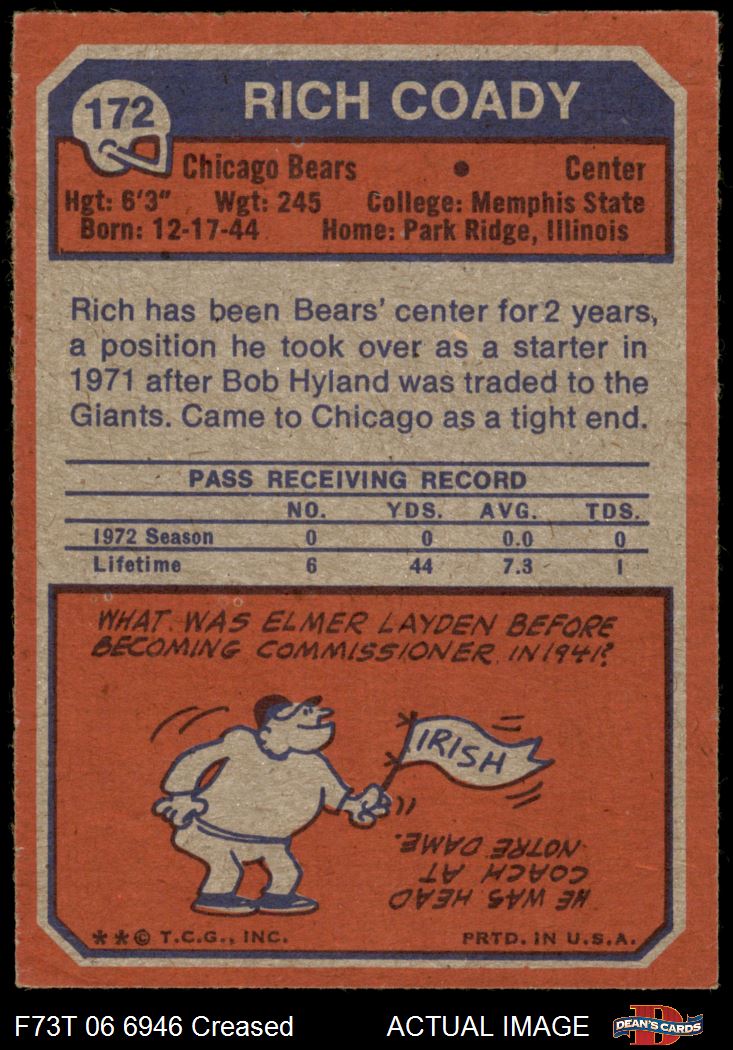 172
RICH COADY
Chicago Bears • Center
Hgt: 6'3" Wgt: 245 College: Memphis State
Born: 12-17-44 Home: Park Ridge, Illinois
Rich has been Bears' center for 2 years,
a position he took over as a starter in
1971 after Bob Hyland was traded to the
Giants. Came to Chicago as a tight end.
PASS RECEIVING RECORD
NO. YDS. AVG. TDS.
1972 Season 0 0 0.0 0
Lifetime 6 44 7.3 1
WHAT WAS ELMER LAYDEN BEFORE
BECOMING COMMISSIONER IN 1941?
IRISH
HE WAS HEAD
COACH AT
NOTRE DAME.
**© T.C.G., INC. PRTD. IN U.S.A.
F73T 06 6946 Creased ACTUAL IMAGE
D
DEAN'S CARDS